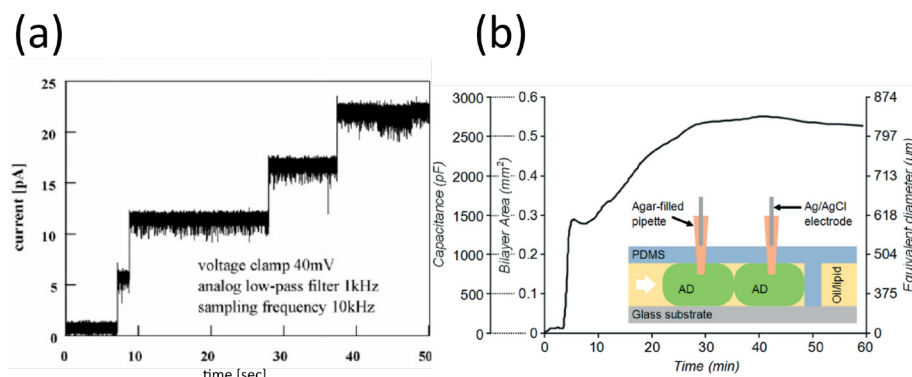 (a)
(b)
25
20
15
10
5
0
current [pA]
voltage clamp 40mV
analog low-pass filter 1kHz
sampling frequency 10kHz
0
10
20
30
40
50
time [sec]
3000
2500
2000
1500
1000
500
0
Capacitance (pF)
0.6
0.5
0.4
0.3
0.2
0.1
0
Bilayer Area (mm²)
874
797
713
618
504
375
0
Equivalent diameter (μm)
Agar-filled
pipette
Ag/AgCl
electrode
PDMS
AD
AD
Oil/lipid
Glass substrate
0
10
20
30
40
50
60
Time (min)